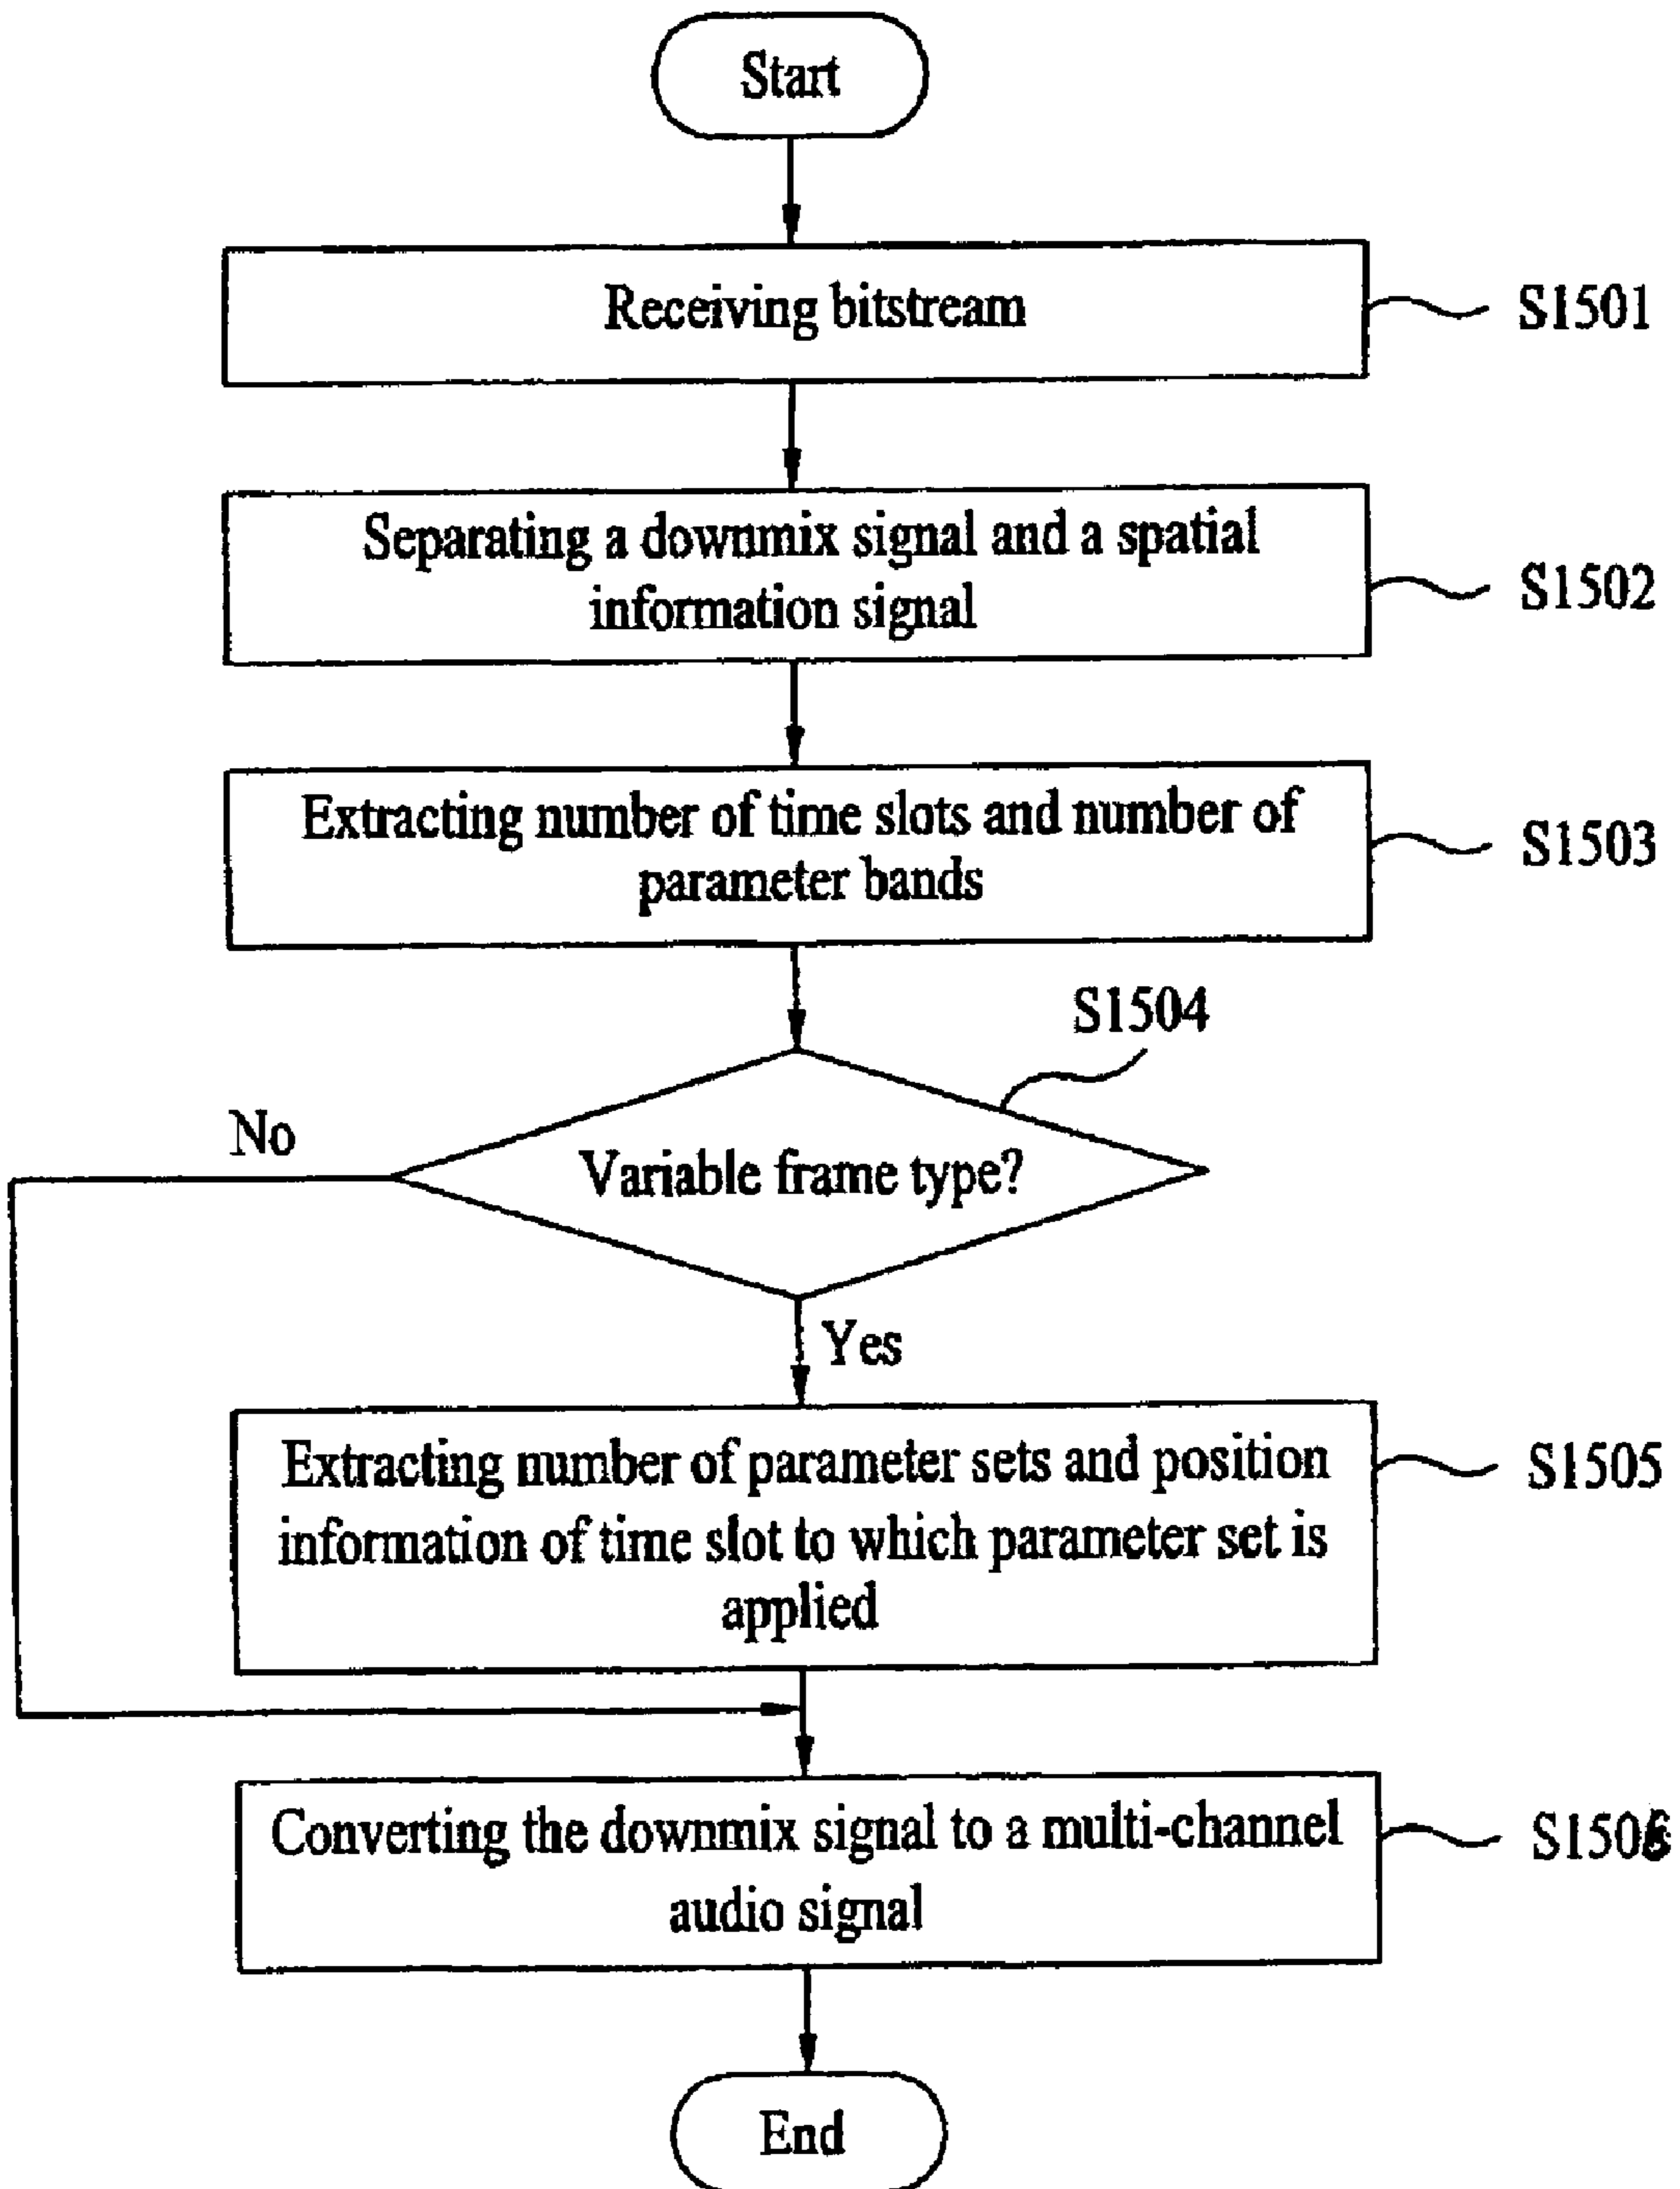 Start
Receiving bitstream
S1501
Separating a downmix signal and a spatial
information signal
S1502
Extracting number of time slots and number of
parameter bands
S1503
S1504
No
Variable frame type?
Yes
Extracting number of parameter sets and position
information of time slot to which parameter set is
applied
S1505
Converting the downmix signal to a multi-channel
audio signal
S1506
End